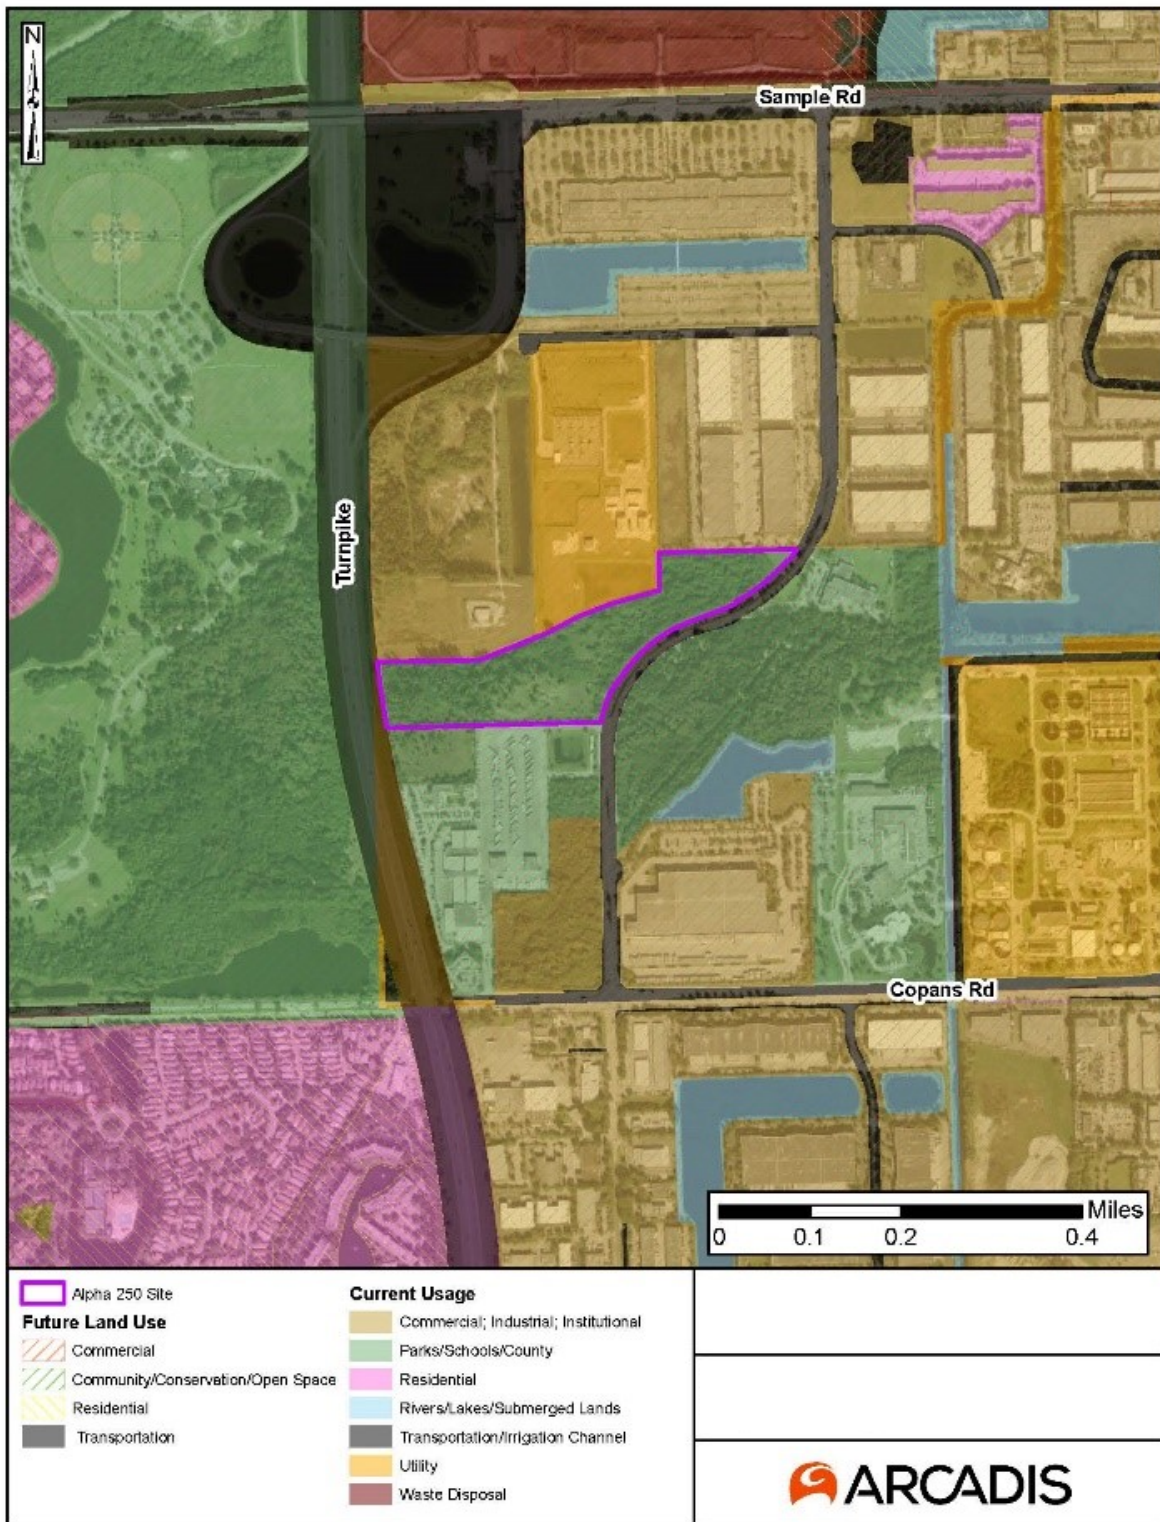 N
Sample Rd
Turnpike
Copans Rd
Miles
0 0.1 0.2 0.4
Alpha 250 Site
Future Land Use
Commercial
Community/Conservation/Open Space
Residential
Transportation
Current Usage
Commercial; Industrial; Institutional
Parks/Schools/County
Residential
Rivers/Lakes/Submerged Lands
Transportation/Irrigation Channel
Utility
Waste Disposal
ARCADIS